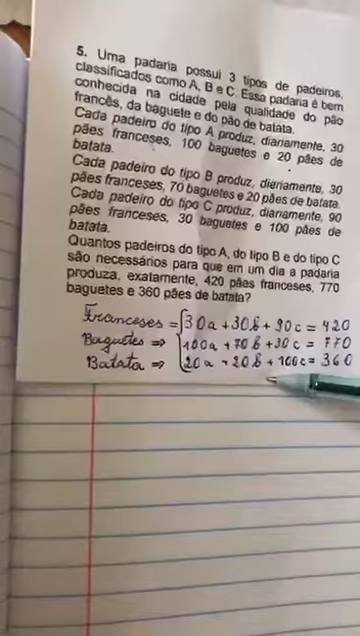 5. Uma padaria possui 3 tipos de padeiros,
classificados como A, B e C. Essa padaria é bem
conhecida na cidade pela qualidade do pão
francês, da baguete e do pão de batata.
Cada padeiro do tipo A produz, diariamente, 30
pães franceses, 100 baguetes e 20 pães de
batata.
Cada padeiro do tipo B produz, diariamente, 30
pães franceses, 70 baguetes e 20 pães de batata.
Cada padeiro do tipo C produz, diariamente, 90
pães franceses, 30 baguetes e 100 pães de
batata.
Quantos padeiros do tipo A, do tipo B e do tipo C
são necessários para que em um dia a padaria
produza, exatamente, 420 pães franceses, 770
baguetes e 360 pães de batata?
Franceses = { 30a + 30b + 90c = 420
Baguetes ⇒ 100a + 70b + 30c = 770
Batata ⇒ 20a + 20b + 100c = 360